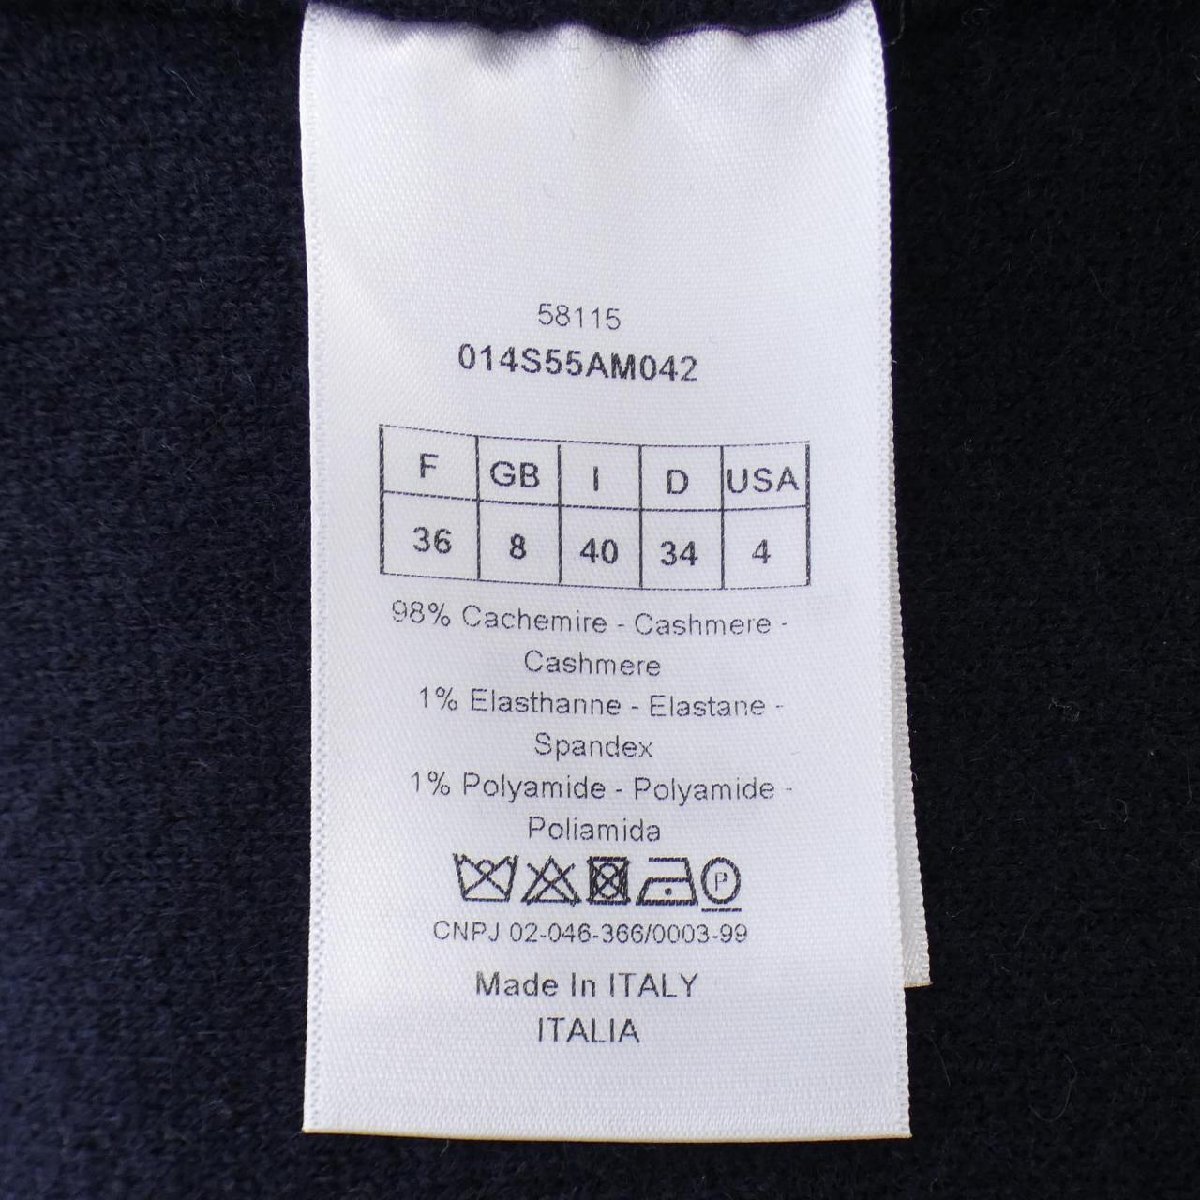 58115
014S55AM042
F GB I D USA
36 8 40 34 4
98% Cachemire - Cashmere -
Cashmere
1% Elasthanne - Elastane -
Spandex
1% Polyamide - Polyamide -
Poliamida
P
CNPJ 02-046-366/0003-99
Made In ITALY
ITALIA